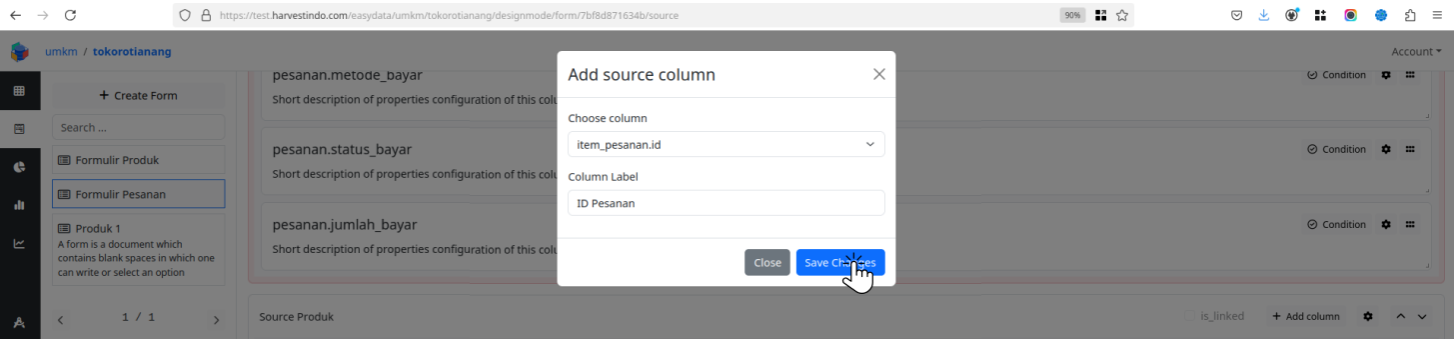 https://test.harvestindo.com/easydata/umkm/tokorotianang/designmode/form/7bf8d871634b/source
90%
umkm / tokorotianang
Account
+ Create Form
Search ...
Formulir Produk
Formulir Pesanan
Produk 1
A form is a document which
contains blank spaces in which one
can write or select an option
1 / 1
pesanan.metode_bayar
Condition
Short description of properties configuration of this colu
pesanan.status_bayar
Condition
Short description of properties configuration of this colu
pesanan.jumlah_bayar
Condition
Short description of properties configuration of this colu
Source Produk
is_linked
+ Add column
Add source column
Choose column
item_pesanan.id
Column Label
ID Pesanan
Close
Save Changes